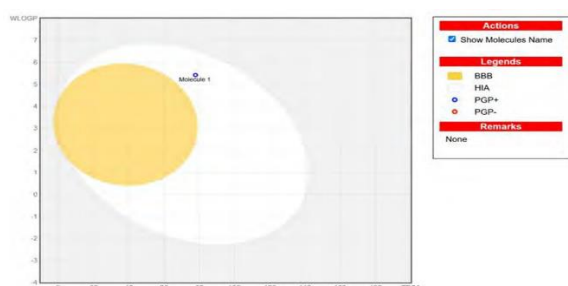 WLOGP
7
6
5
4
3
2
1
0
-1
-2
-3
-4
Molecule 1
Actions
Show Molecules Name
Legends
BBB
HIA
PGP+
PGP-
Remarks
None